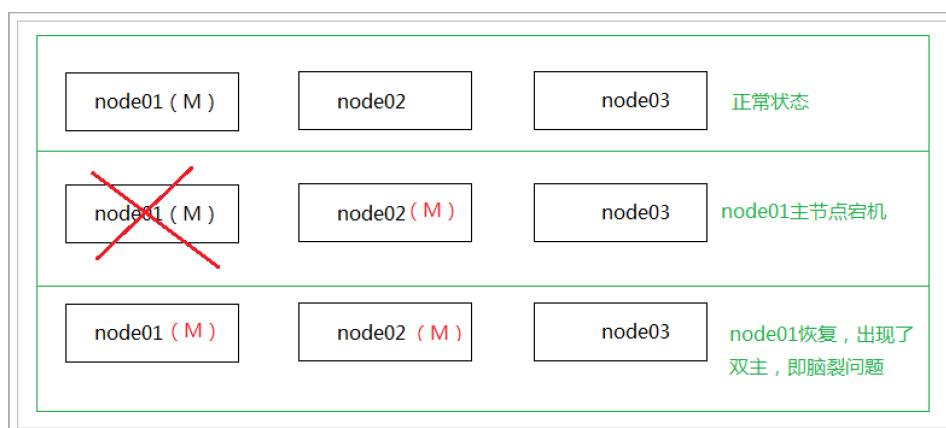 node01（M） node02 node03 正常状态
node01（M） node02（M） node03 node01主节点宕机
node01（M） node02（M） node03 node01恢复，出现了
双主，即脑裂问题